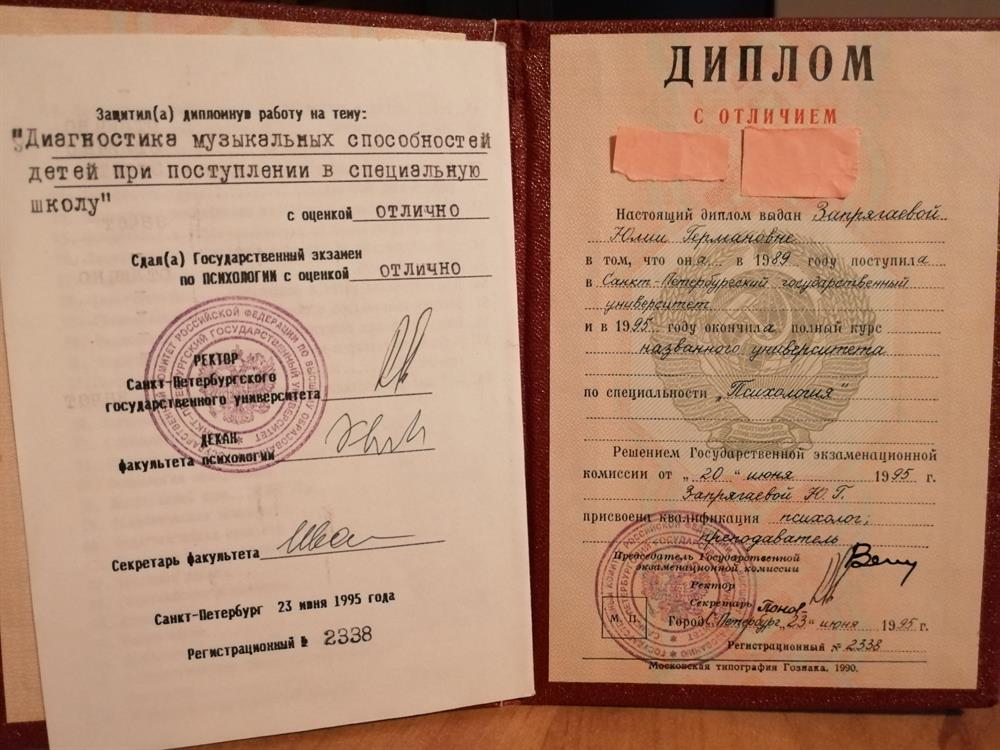 Защитил(а) дипломную работу на тему:
"Диагностика музыкальных способностей
детей при поступлении в специальную
школу"
с оценкой отлично
Сдал(а) Государственный экзамен
по ПСИХОЛОГИИ с оценкой отлично
РЕКТОР
Санкт-Петербургского
государственного университета
ДЕКАН
факультета ПСИХОЛОГИИ
Секретарь факультета
Санкт-Петербург 23 июня 1995 года
Регистрационный № 2338
ДИПЛОМ
С ОТЛИЧИЕМ
Настоящий диплом выдан Запрягаевой
Юлии Германовне
в том, что она в 1989 году поступила
в Санкт-Петербургский государственный
университет
и в 1995 году окончила полный курс
названного университета
по специальности „Психология"
Решением Государственной экзаменационной
комиссии от „20" июня 1995 г.
Запрягаевой Ю.Г.
присвоена квалификация психолог;
преподаватель
Председатель Государственной
экзаменационной комиссии
Ректор
Секретарь
М. П.
Город С.Петербург „23" июня 1995 г.
Регистрационный № 2338
Московская типография Гознака. 1990.